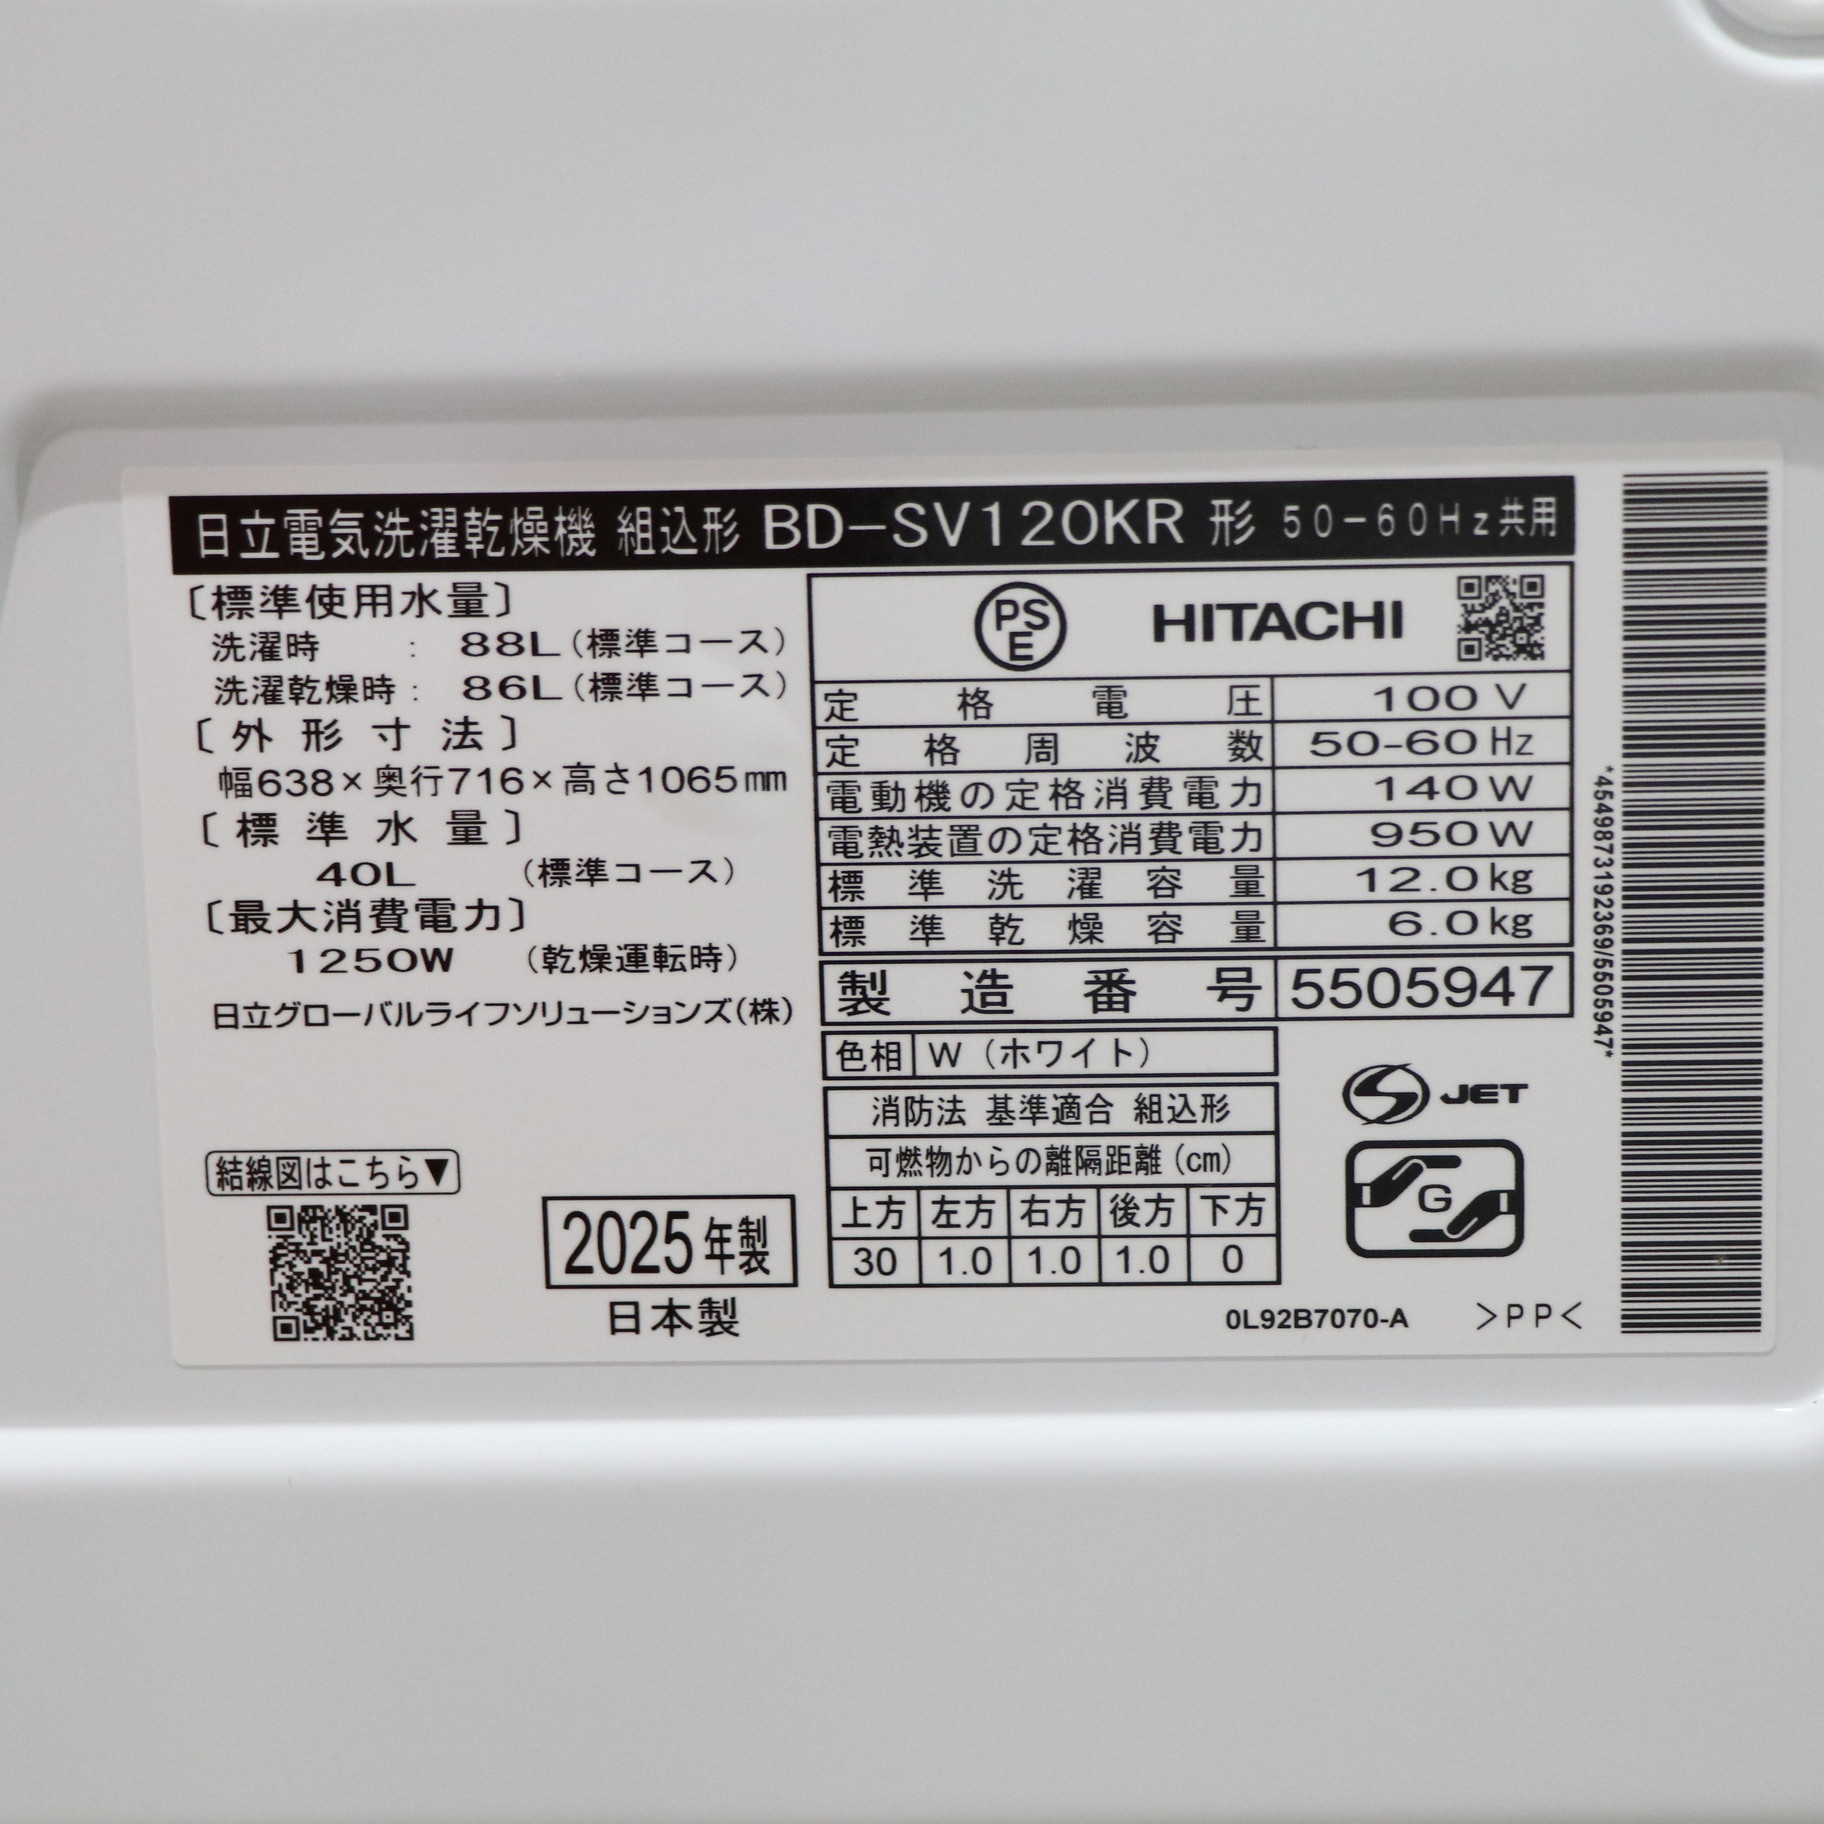 日立電気洗濯乾燥機 組込形 BD-SV120KR 形 50-60Hz共用
〔標準使用水量〕
洗濯時 : 88L(標準コース)
洗濯乾燥時 : 86L(標準コース)
〔外形寸法〕
幅638×奥行716×高さ1065mm
〔標準水量〕
40L (標準コース)
〔最大消費電力〕
1250W (乾燥運転時)
日立グローバルライフソリューションズ(株)
結線図はこちら▼
2025年製
日本製
PSE HITACHI
定格電圧 100V
定格周波数 50-60Hz
電動機の定格消費電力 140W
電熱装置の定格消費電力 950W
標準洗濯容量 12.0kg
標準乾燥容量 6.0kg
製造番号 5505947
色相 W(ホワイト)
消防法 基準適合 組込形
可燃物からの離隔距離(cm)
上方 左方 右方 後方 下方
30 1.0 1.0 1.0 0
JET
G
0L92B7070-A >PP<
*4549873192369/5505947*